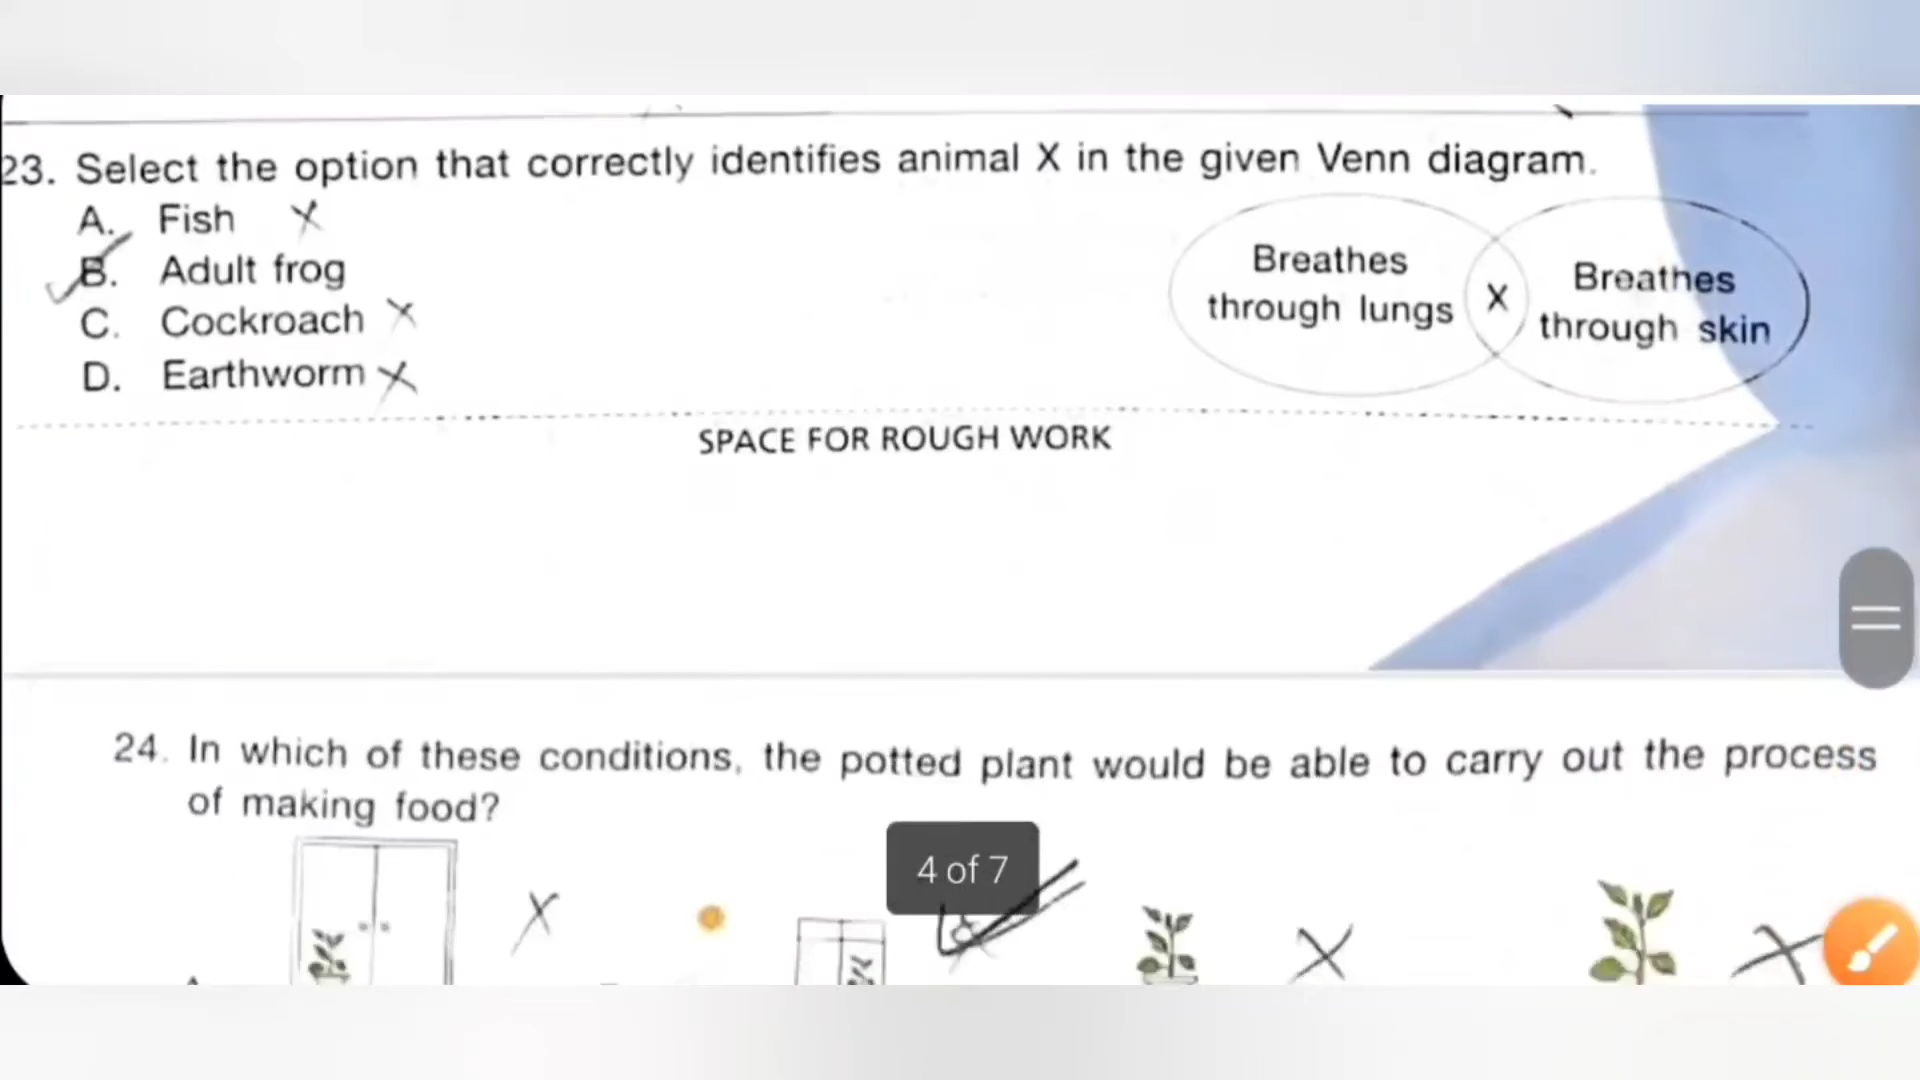 23. Select the option that correctly identifies animal X in the given Venn diagram.
A. Fish
B. Adult frog
C. Cockroach
D. Earthworm
Breathes
through lungs
X
Breathes
through skin
SPACE FOR ROUGH WORK
24. In which of these conditions, the potted plant would be able to carry out the process
of making food?
4 of 7